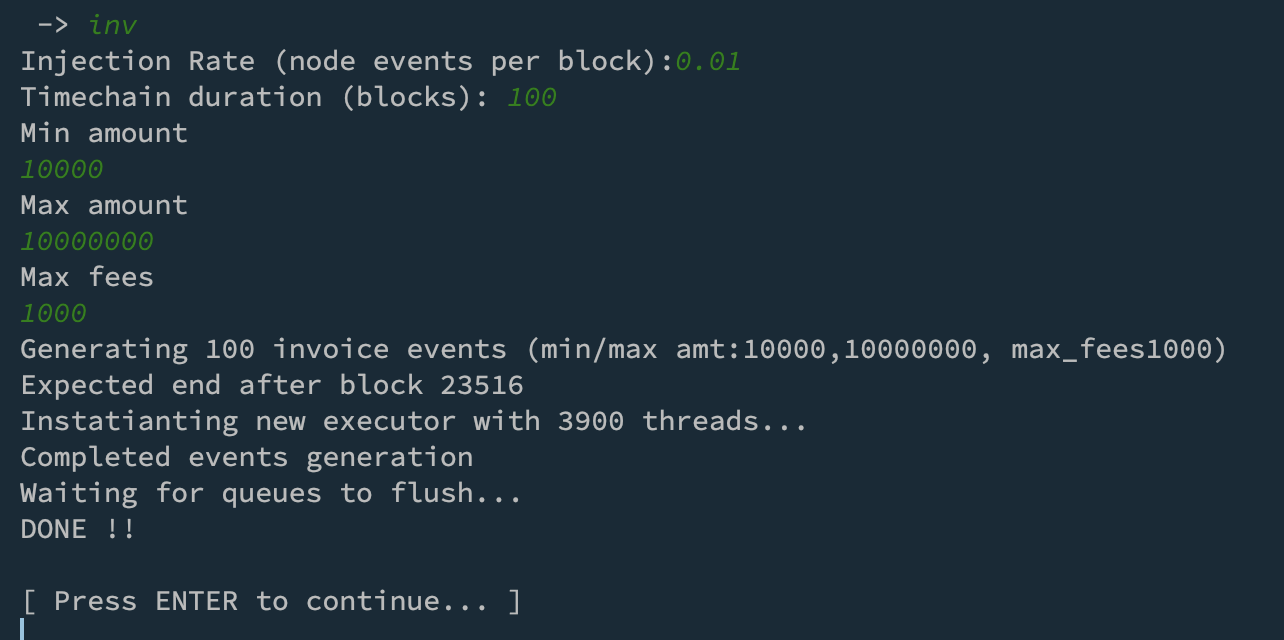 -> inv
Injection Rate (node events per block):0.01
Timechain duration (blocks): 100
Min amount
10000
Max amount
10000000
Max fees
1000
Generating 100 invoice events (min/max amt:10000,10000000, max_fees1000)
Expected end after block 23516
Instatianting new executor with 3900 threads...
Completed events generation
Waiting for queues to flush...
DONE !!
[ Press ENTER to continue... ]